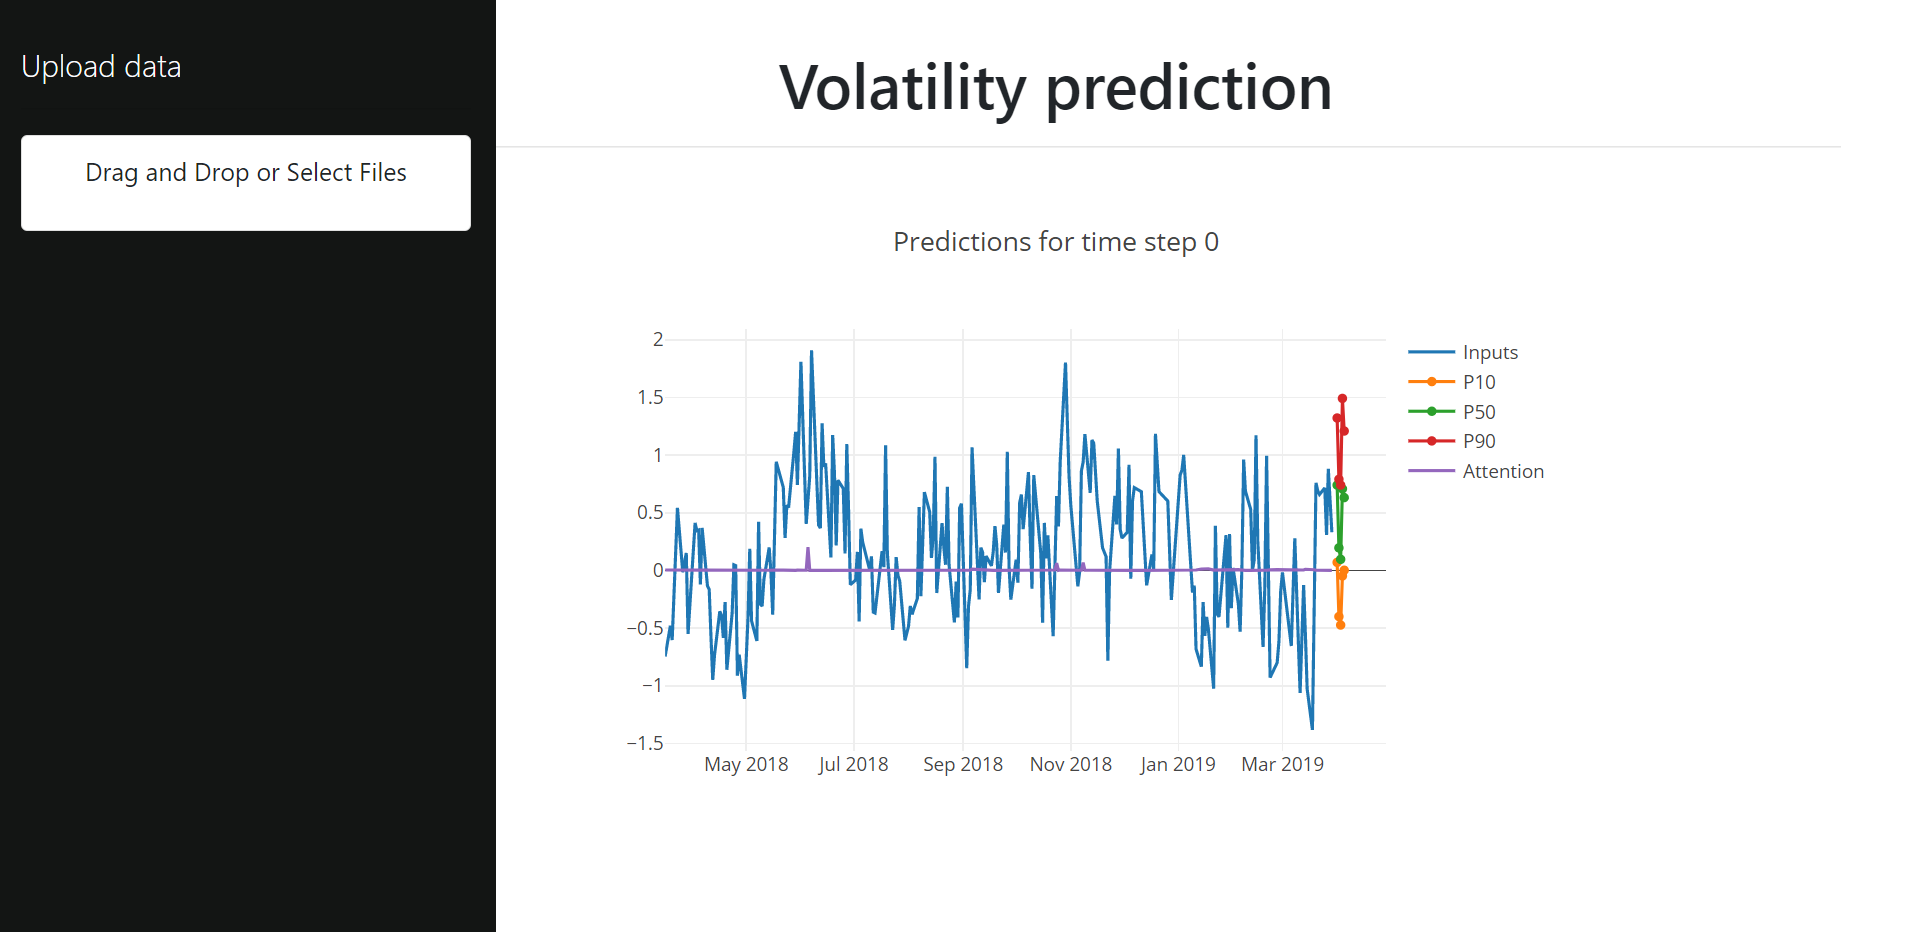 Upload data
Drag and Drop or Select Files
Volatility prediction
Predictions for time step 0
2
1.5
1
0.5
0
−0.5
−1
−1.5
May 2018 Jul 2018 Sep 2018 Nov 2018 Jan 2019 Mar 2019
Inputs
P10
P50
P90
Attention